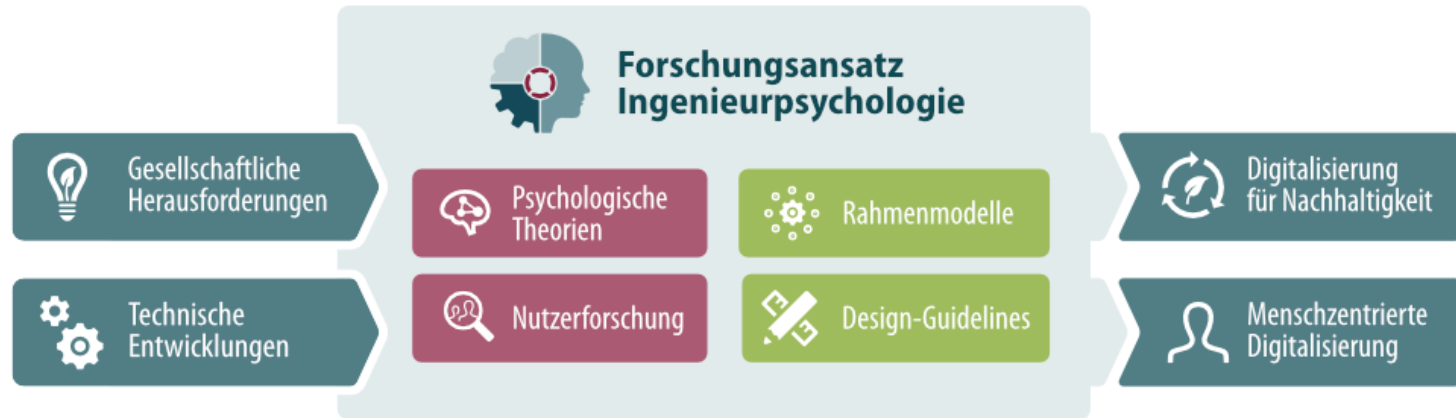 Forschungsansatz
Ingenieurpsychologie
Gesellschaftliche
Herausforderungen
Technische
Entwicklungen
Psychologische
Theorien
Nutzerforschung
Rahmenmodelle
Design-Guidelines
Digitalisierung
für Nachhaltigkeit
Menschzentrierte
Digitalisierung